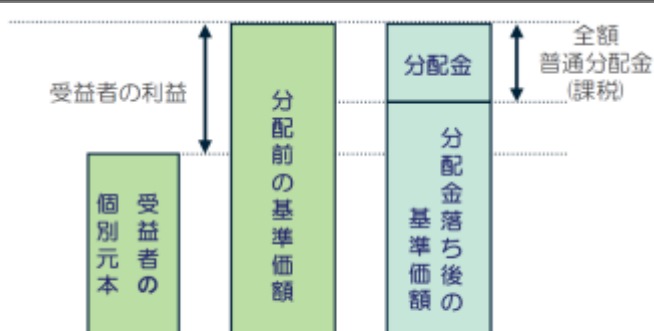 全額
普通分配金
(課税)
分配金
受益者の利益
分配前の基準価額
分配金落ち後の
基準価額
受益者の
個別元本